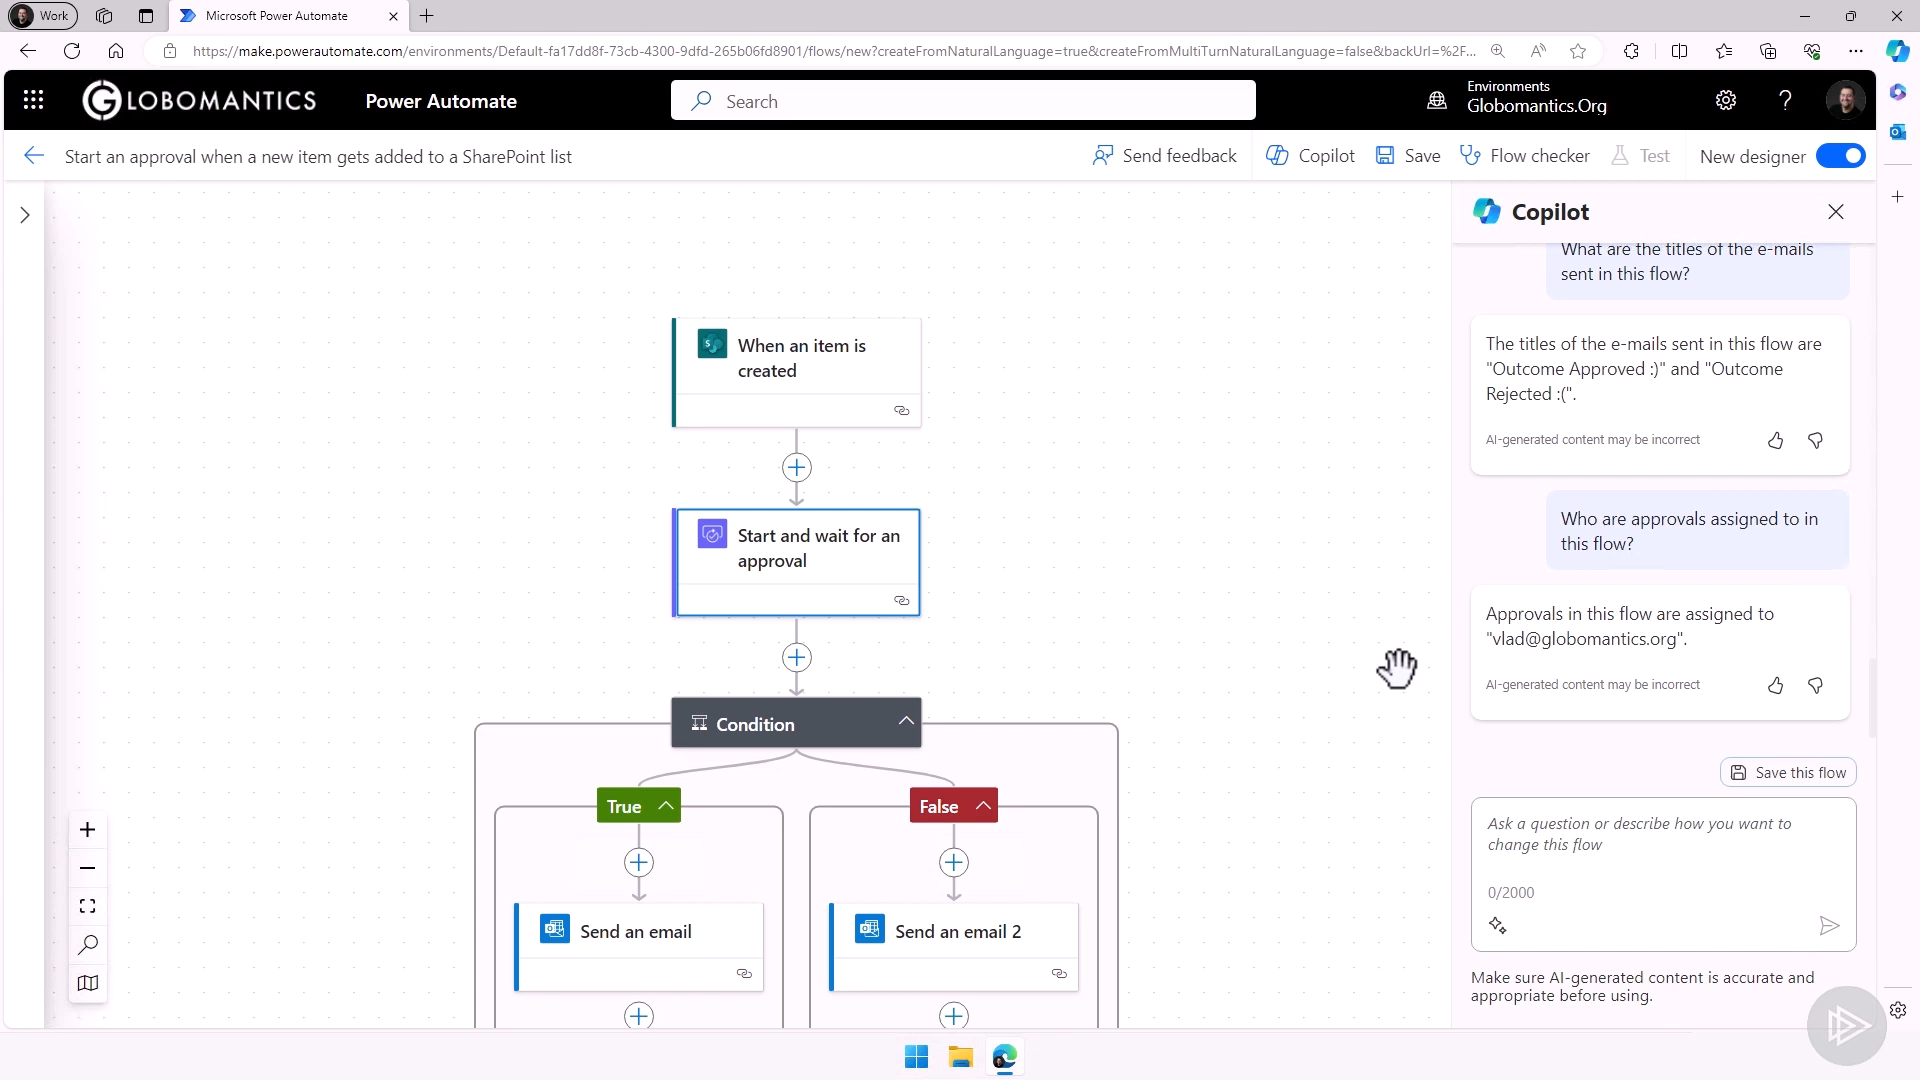 Work
Microsoft Power Automate
https://make.powerautomate.com/environments/Default-fa17dd8f-73cb-4300-9dfd-265b06fd8901/flows/new?createFromNaturalLanguage=true&createFromMultiTurnNaturalLanguage=false&backUrl=%2F...
GLOBOMANTICS
Power Automate
Search
Environments
Globomantics.Org
Start an approval when a new item gets added to a SharePoint list
Send feedback
Copilot
Save
Flow checker
Test
New designer
When an item is
created
Start and wait for an
approval
Condition
True
False
Send an email
Send an email 2
Copilot
What are the titles of the e-mails
sent in this flow?
The titles of the e-mails sent in this flow are
"Outcome Approved :)" and "Outcome
Rejected :(".
AI-generated content may be incorrect
Who are approvals assigned to in
this flow?
Approvals in this flow are assigned to
"vlad@globomantics.org".
AI-generated content may be incorrect
Save this flow
Ask a question or describe how you want to
change this flow
0/2000
Make sure AI-generated content is accurate and
appropriate before using.